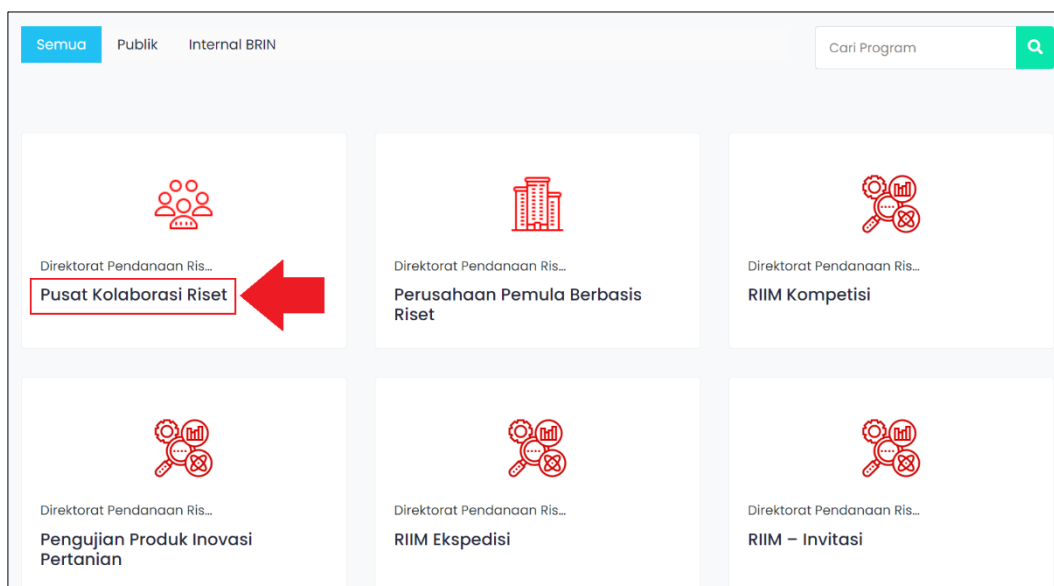 Semua Publik Internal BRIN
Cari Program
Direktorat Pendanaan Ris...
Pusat Kolaborasi Riset
Direktorat Pendanaan Ris...
Perusahaan Pemula Berbasis
Riset
Direktorat Pendanaan Ris...
RIIM Kompetisi
Direktorat Pendanaan Ris...
Pengujian Produk Inovasi
Pertanian
Direktorat Pendanaan Ris...
RIIM Ekspedisi
Direktorat Pendanaan Ris...
RIIM – Invitasi